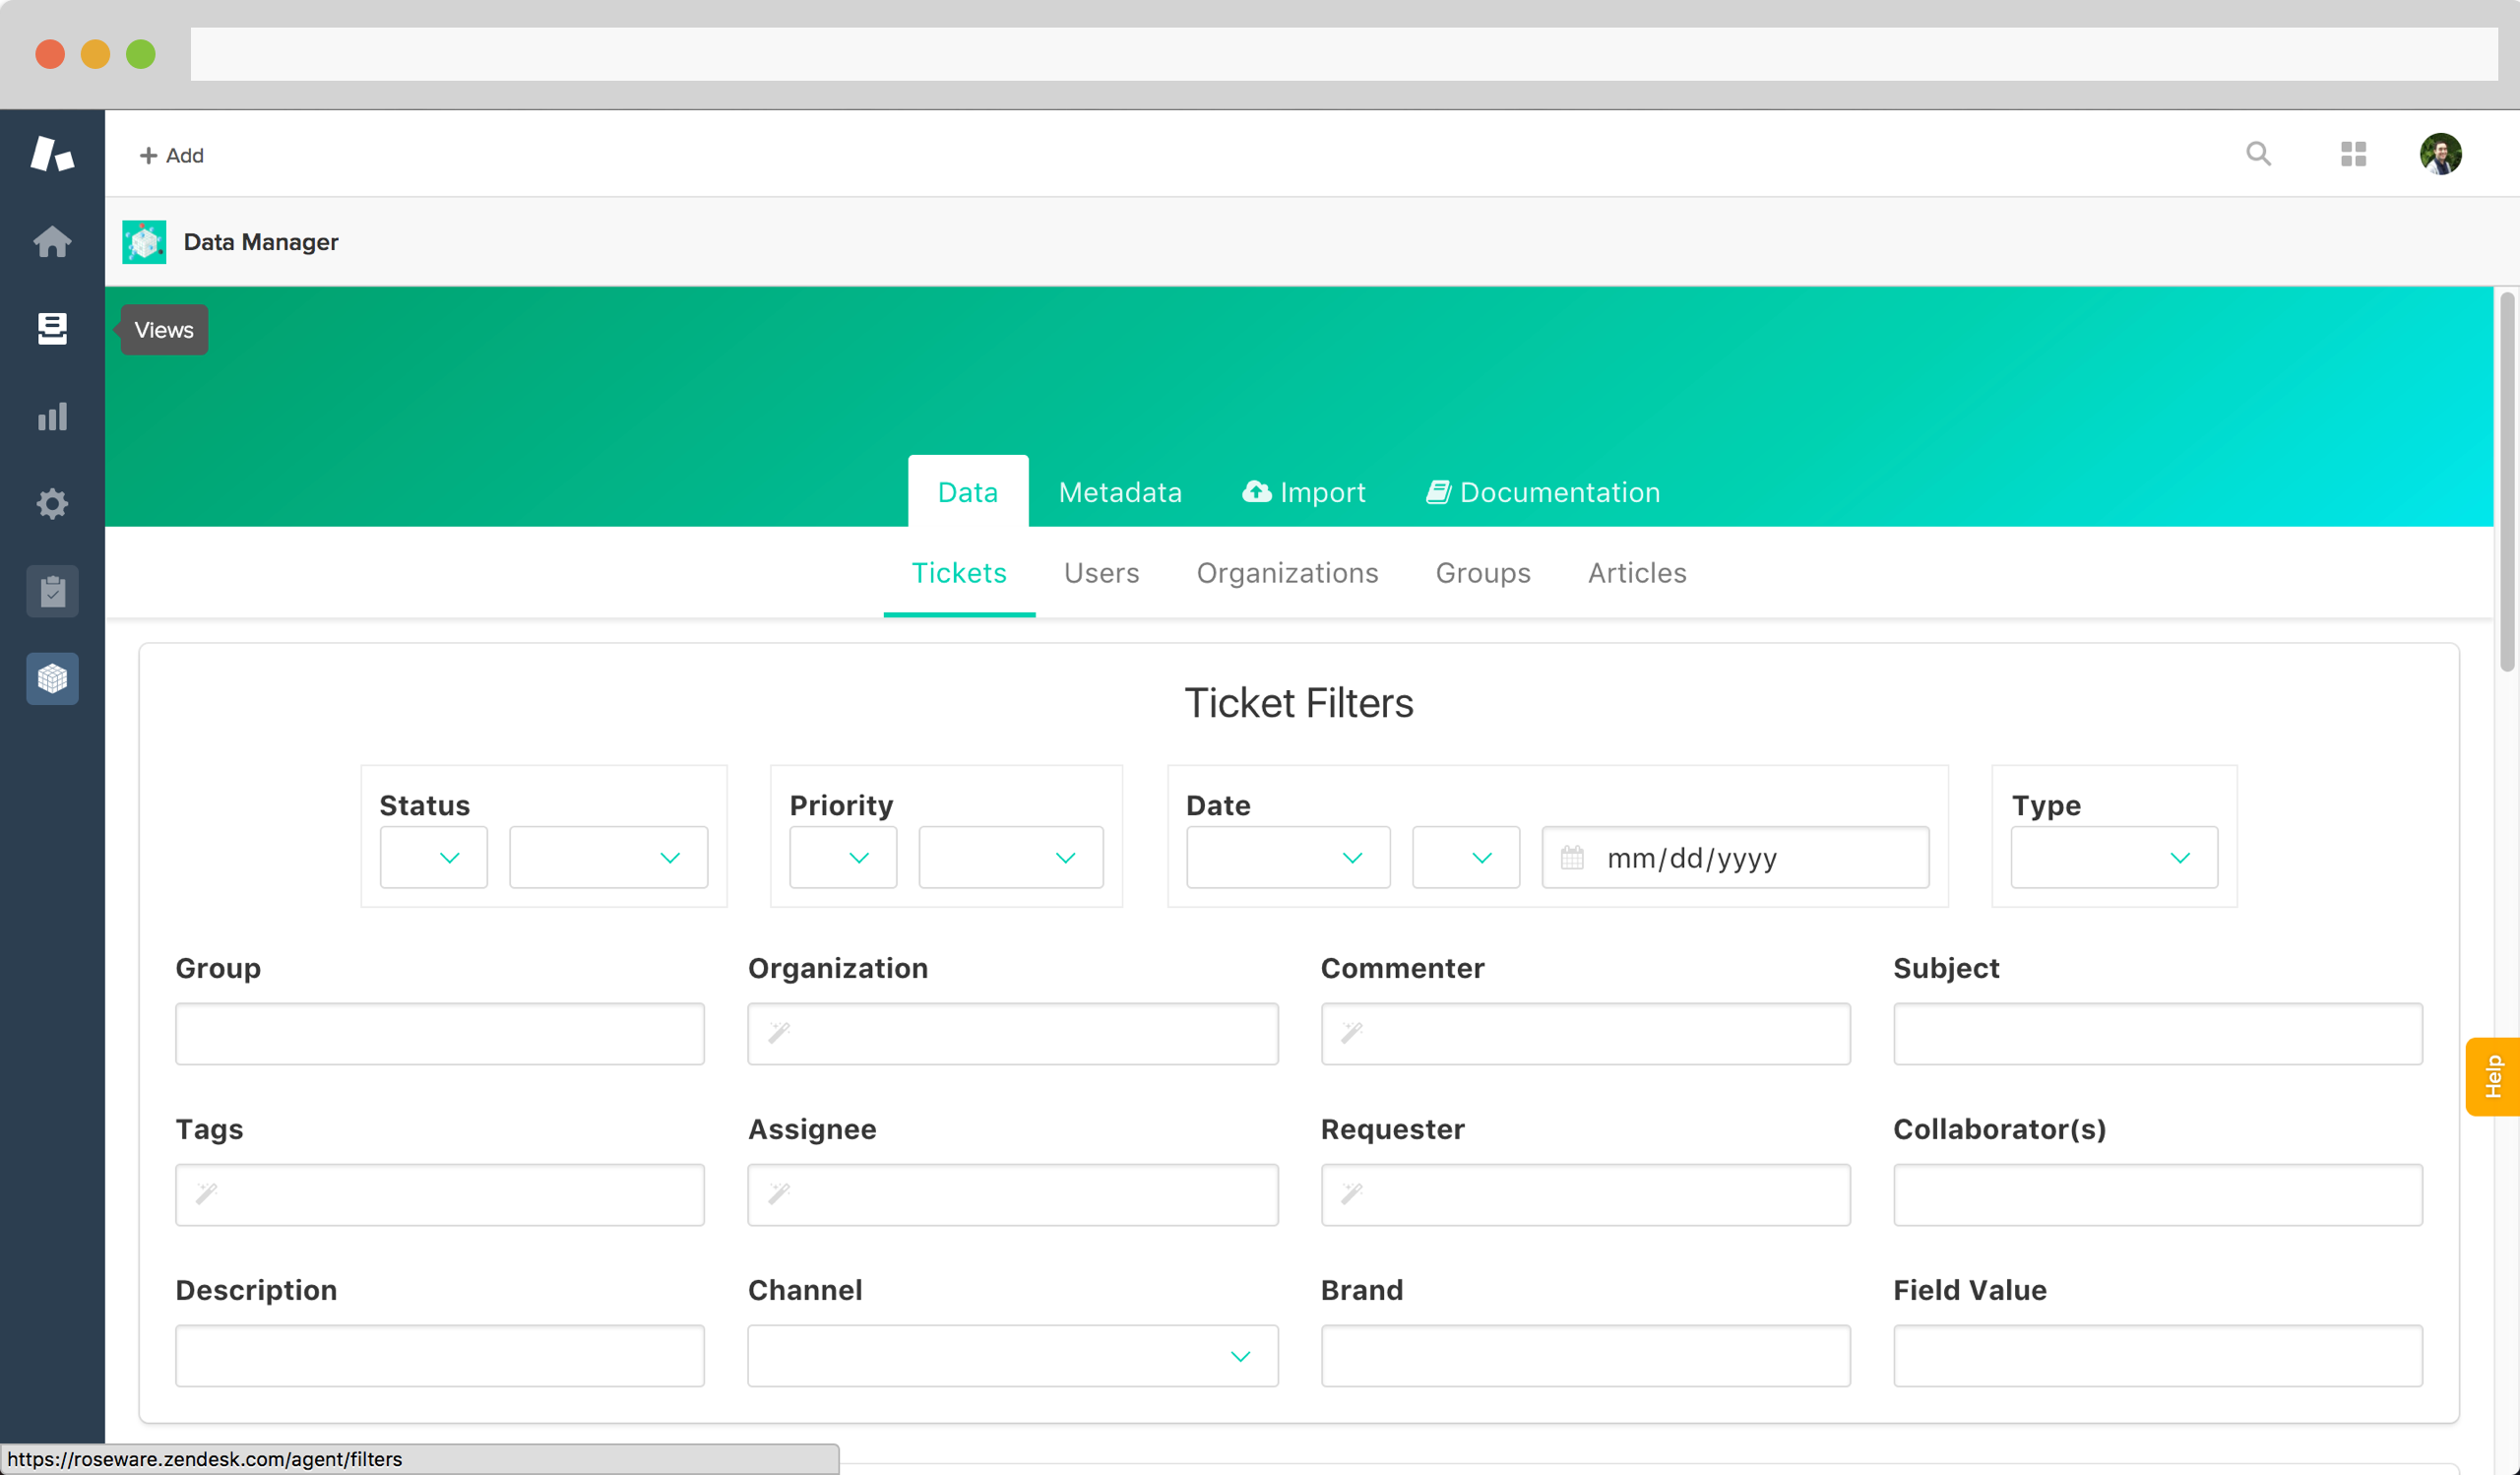 Add
Data Manager
Views
Data Metadata Import Documentation
Tickets Users Organizations Groups Articles
Ticket Filters
Status Priority Date Type
mm/dd/yyyy
Group Organization Commenter Subject
Help
Tags Assignee Requester Collaborator(s)
Description Channel Brand Field Value
https://roseware.zendesk.com/agent/filters